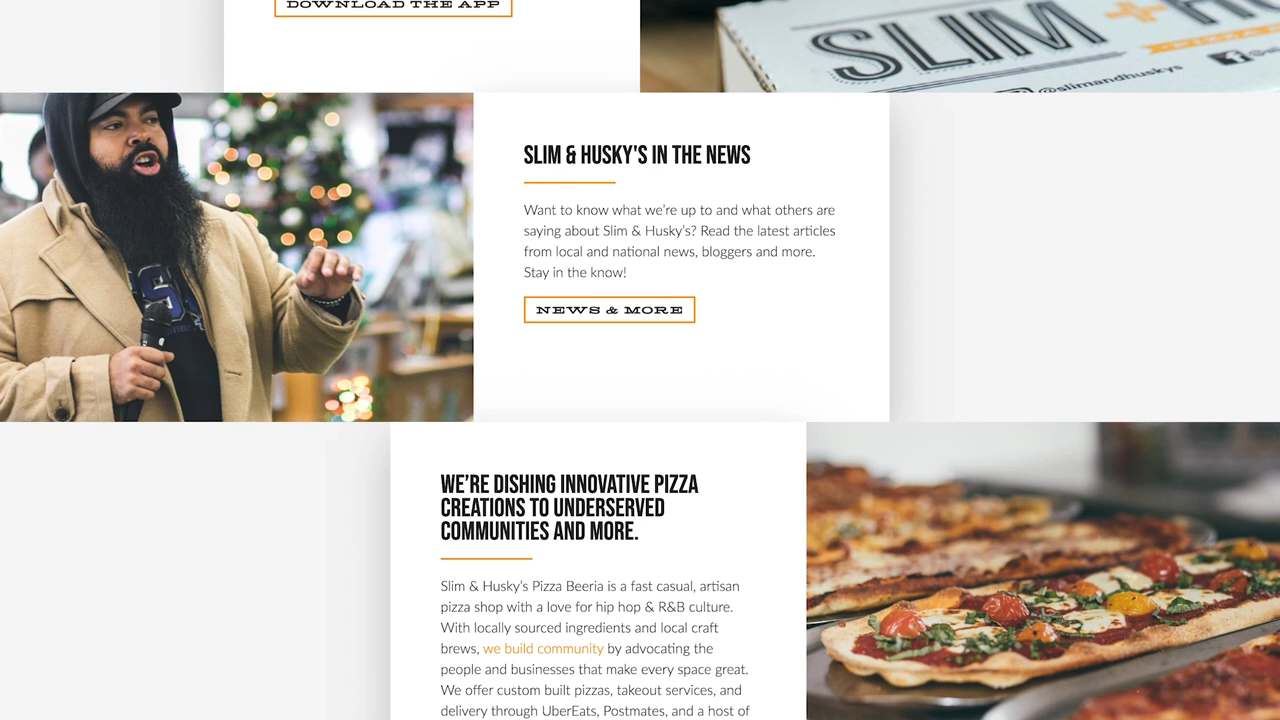 DOWNLOAD THE APP
SLIM + HU
@slimandhuskys
SLIM & HUSKY'S IN THE NEWS
Want to know what we’re up to and what others are
saying about Slim & Husky’s? Read the latest articles
from local and national news, bloggers and more.
Stay in the know!
NEWS & MORE
WE’RE DISHING INNOVATIVE PIZZA
CREATIONS TO UNDERSERVED
COMMUNITIES AND MORE.
Slim & Husky’s Pizza Beeria is a fast casual, artisan
pizza shop with a love for hip hop & R&B culture.
With locally sourced ingredients and local craft
brews, we build community by advocating the
people and businesses that make every space great.
We offer custom built pizzas, takeout services, and
delivery through UberEats, Postmates, and a host of